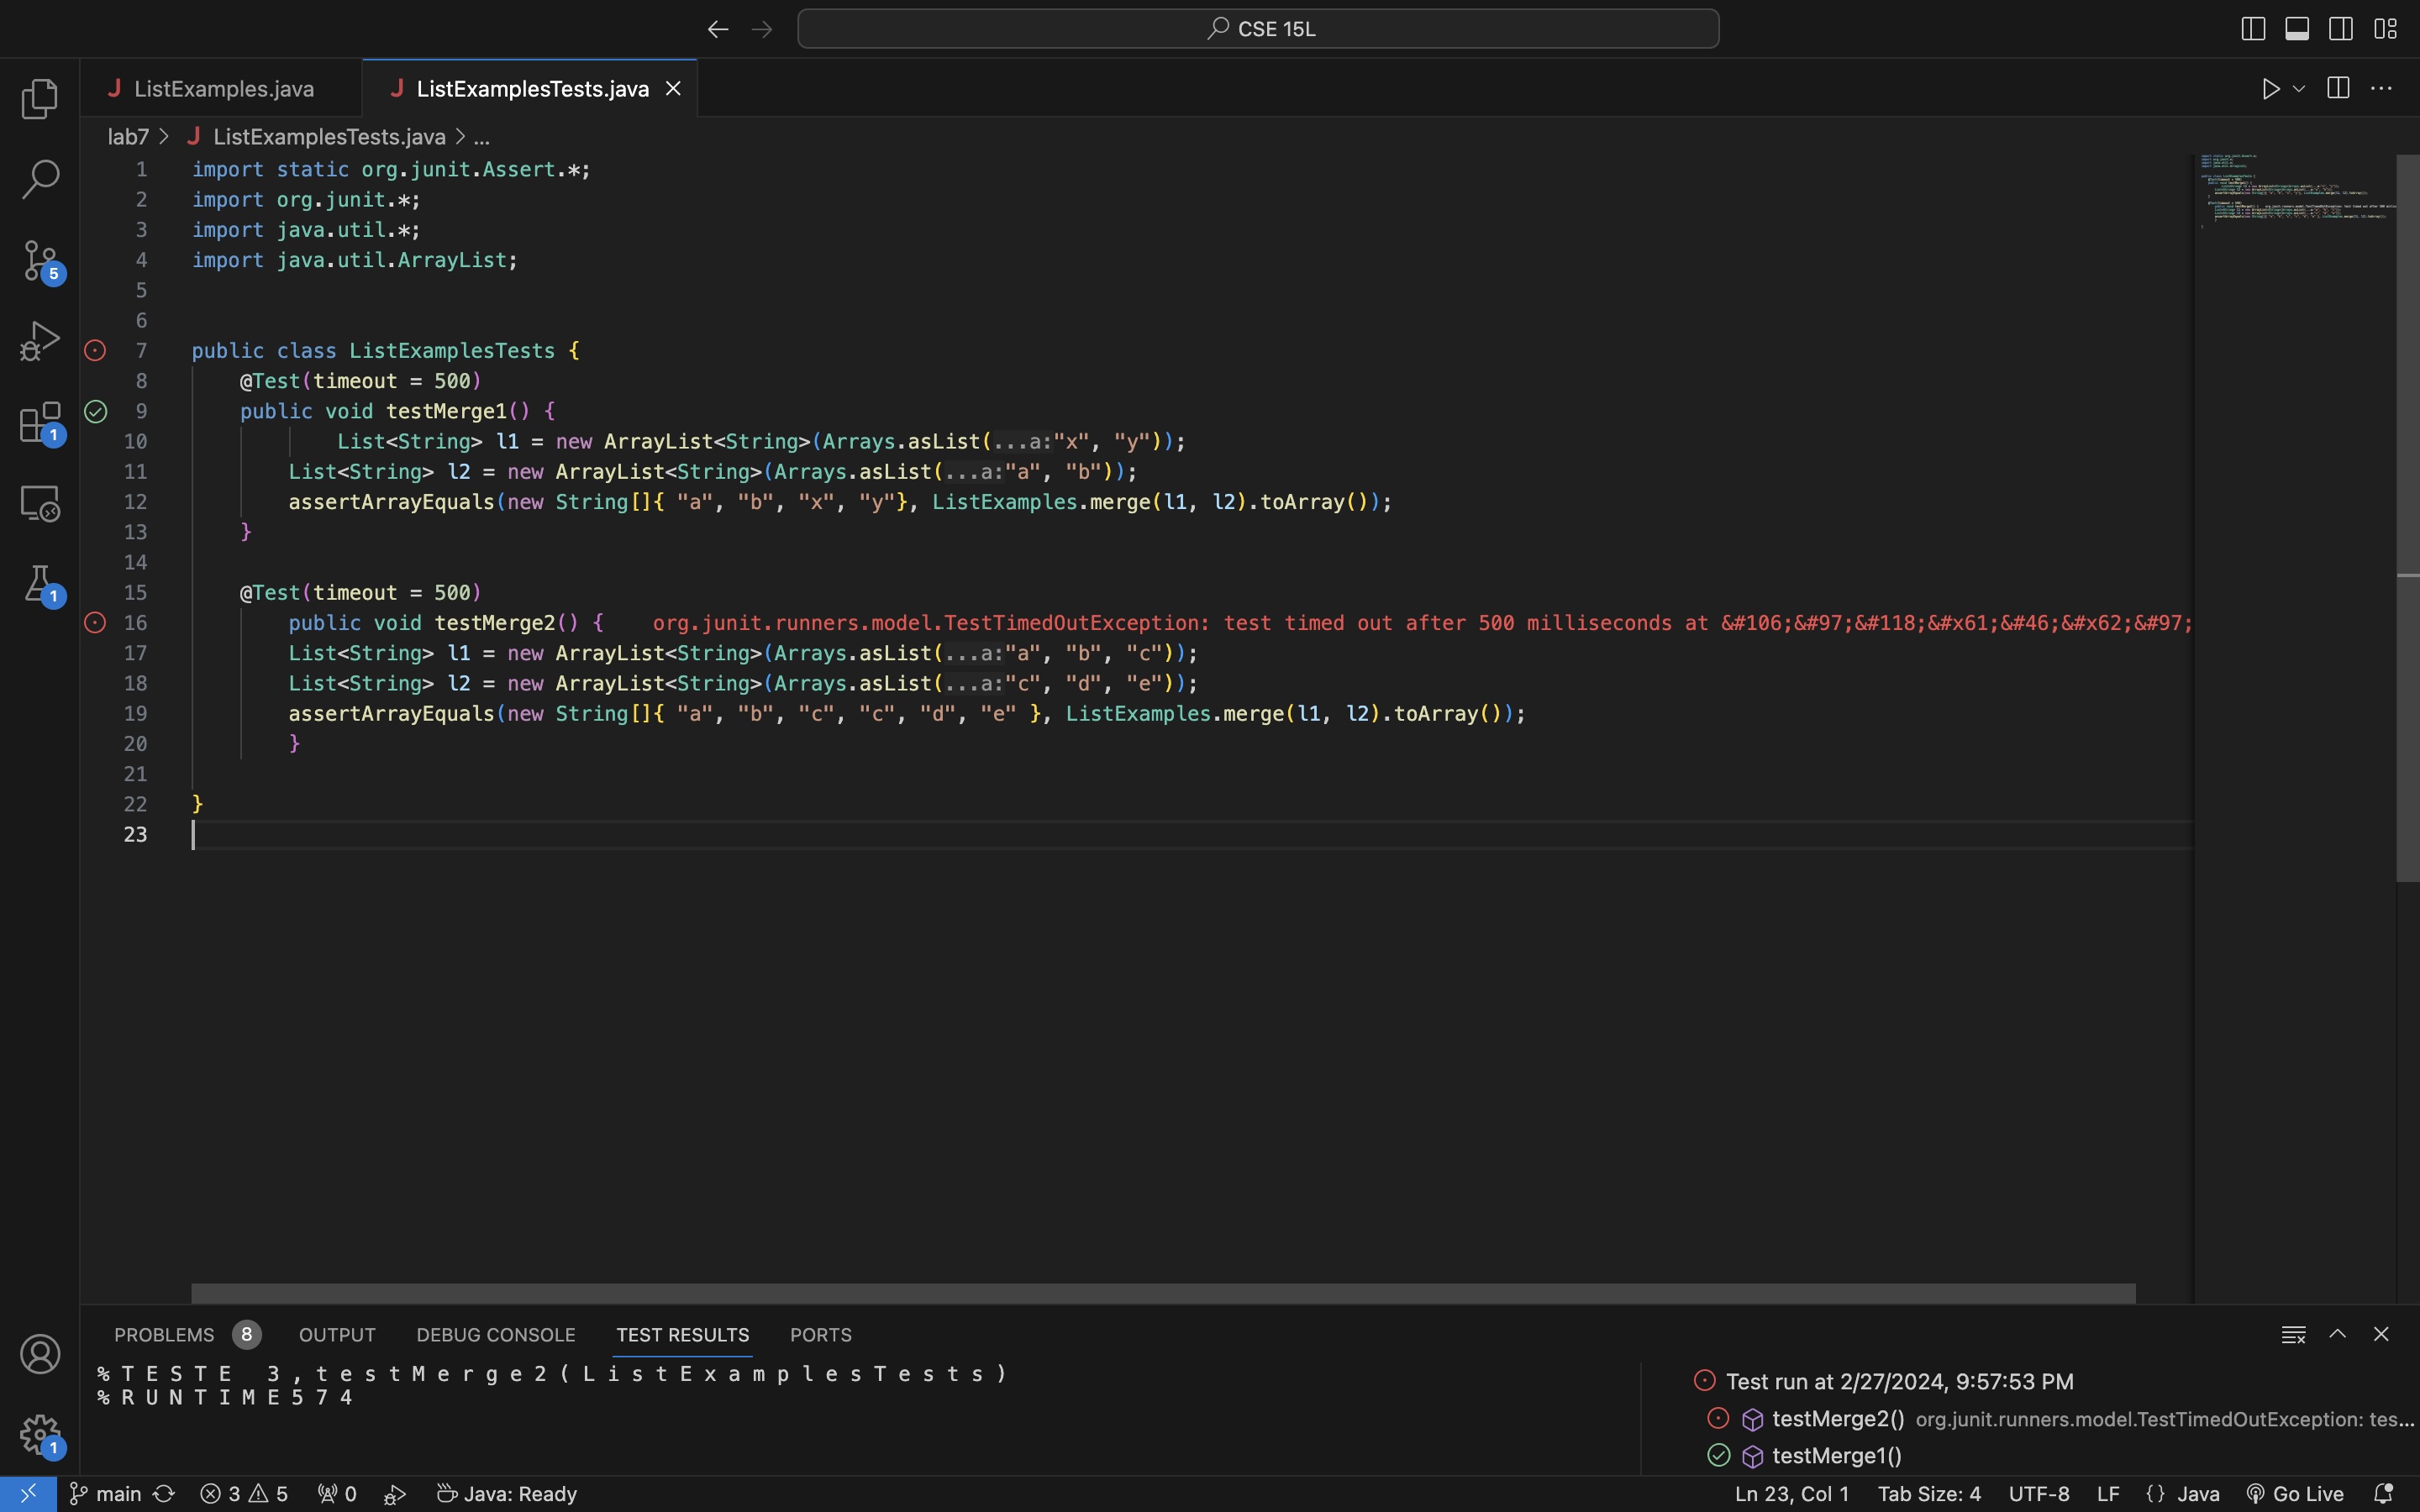 CSE 15L
ListExamples.java
ListExamplesTests.java
lab7 > ListExamplesTests.java > ...
1 import static org.junit.Assert.*;
2 import org.junit.*;
3 import java.util.*;
4 import java.util.ArrayList;
5
6
7 public class ListExamplesTests {
8 @Test(timeout = 500)
9 public void testMerge1() {
10 List<String> l1 = new ArrayList<String>(Arrays.asList(...a:"x", "y"));
11 List<String> l2 = new ArrayList<String>(Arrays.asList(...a:"a", "b"));
12 assertArrayEquals(new String[]{ "a", "b", "x", "y"}, ListExamples.merge(l1, l2).toArray());
13 }
14
15 @Test(timeout = 500)
16 public void testMerge2() { org.junit.runners.model.TestTimedOutException: test timed out after 500 milliseconds at &#106;&#97;&#118;&#x61;&#46;&#x62;&#97;
17 List<String> l1 = new ArrayList<String>(Arrays.asList(...a:"a", "b", "c"));
18 List<String> l2 = new ArrayList<String>(Arrays.asList(...a:"c", "d", "e"));
19 assertArrayEquals(new String[]{ "a", "b", "c", "c", "d", "e" }, ListExamples.merge(l1, l2).toArray());
20 }
21
22 }
23
5
1
1
1
PROBLEMS 8 OUTPUT DEBUG CONSOLE TEST RESULTS PORTS
%TESTE 3,testMerge2(ListExamplesTests)
%RUNTIME574
Test run at 2/27/2024, 9:57:53 PM
testMerge2() org.junit.runners.model.TestTimedOutException: tes...
testMerge1()
main 3 5 0 Java: Ready Ln 23, Col 1 Tab Size: 4 UTF-8 LF {} Java Go Live